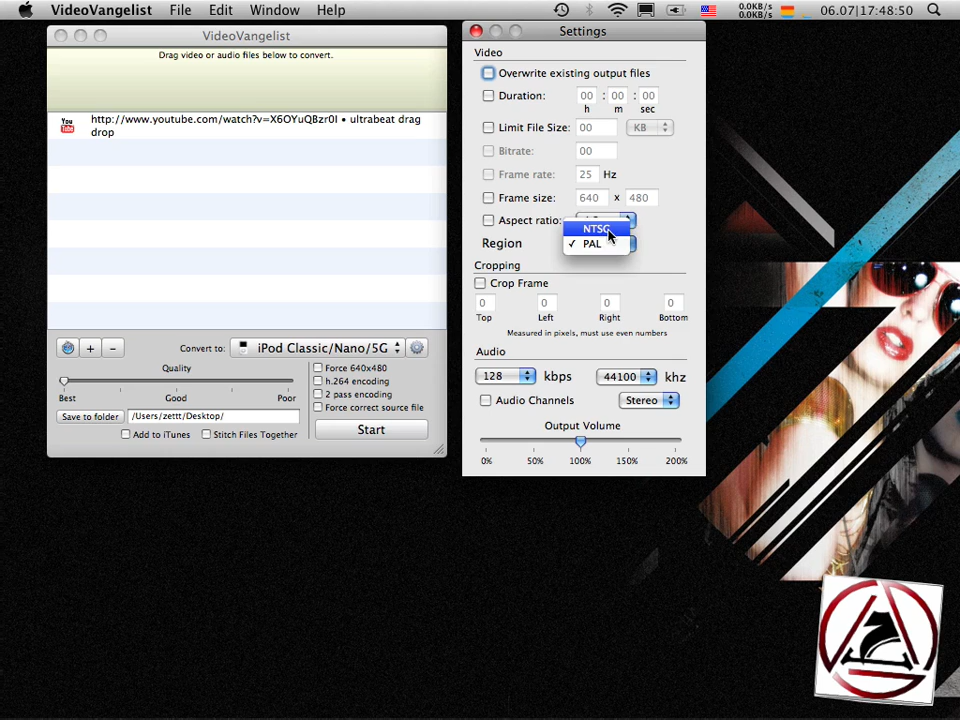 VideoVangelist File Edit Window Help 0.0KB/s 0.0KB/s 06.07|17:48:50
VideoVangelist
Drag video or audio files below to convert.
You Tube
http://www.youtube.com/watch?v=X6OYuQBzr0I • ultrabeat drag
drop
+ - Convert to: iPod Classic/Nano/5G
Quality
Best Good Poor
Force 640x480
h.264 encoding
2 pass encoding
Force correct source file
Save to folder /Users/zettt/Desktop/
Add to iTunes Stitch Files Together
Start
Settings
Video
Overwrite existing output files
Duration: 00 : 00 : 00
h m sec
Limit File Size: 00 KB
Bitrate: 00
Frame rate: 25 Hz
Frame size: 640 x 480
Aspect ratio:
NTSC
Region ✓ PAL
Cropping
Crop Frame
0 0 0 0
Top Left Right Bottom
Measured in pixels, must use even numbers
Audio
128 kbps 44100 khz
Audio Channels Stereo
Output Volume
0% 50% 100% 150% 200%